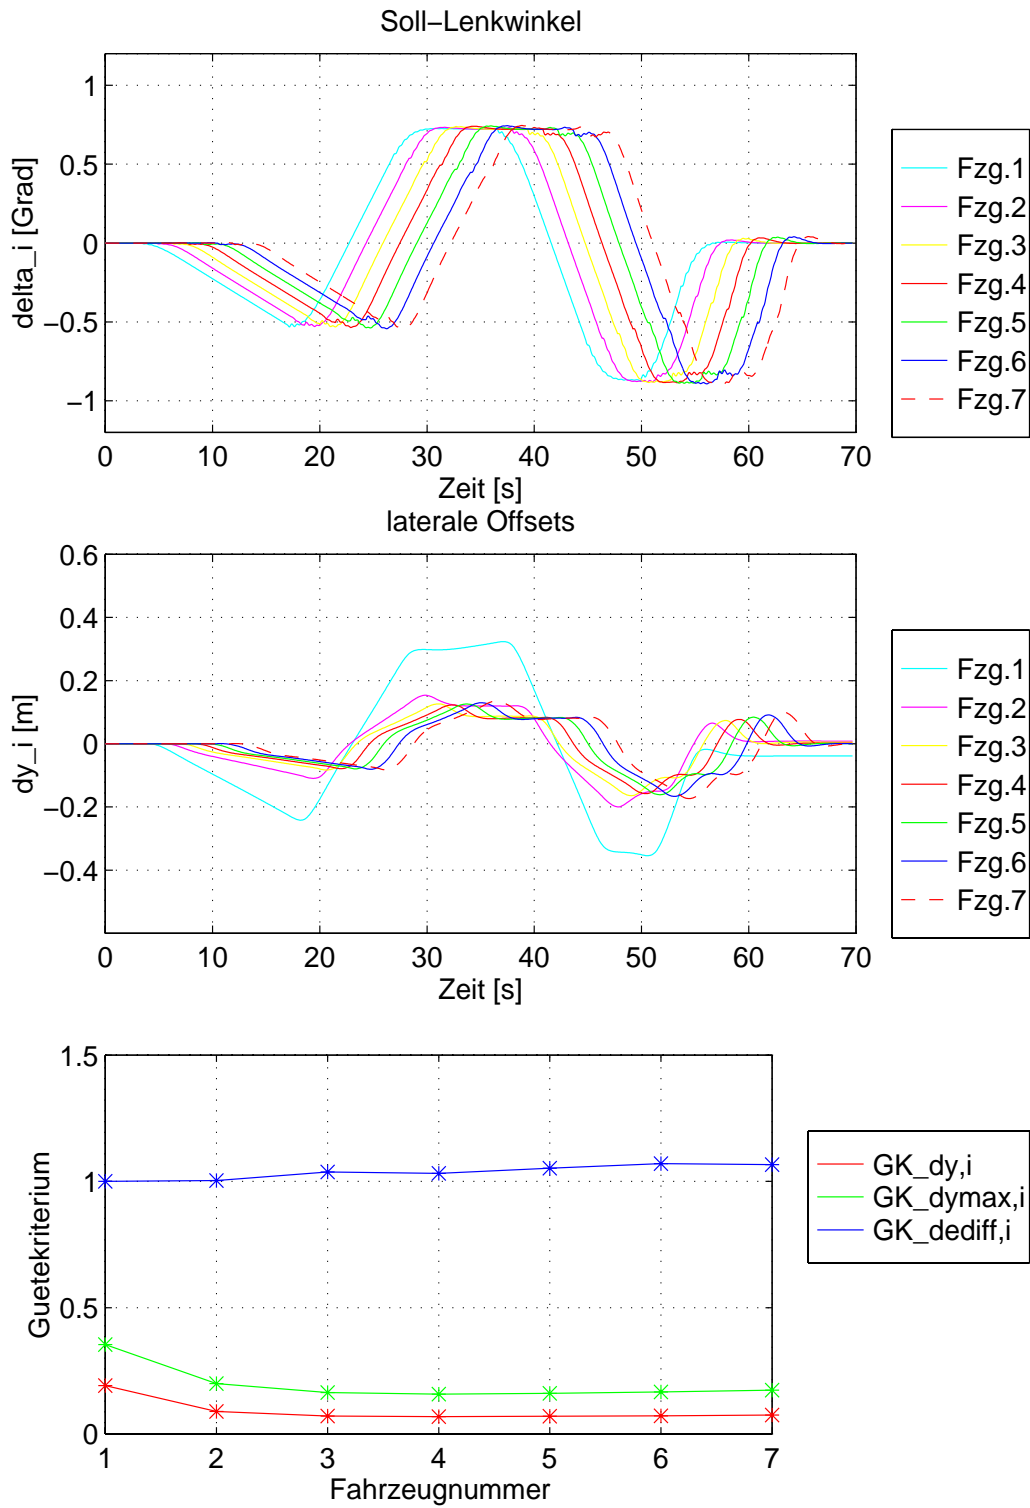 Soll−Lenkwinkel
1
0.5
0
−0.5
−1
delta_i [Grad]
0 10 20 30 40 50 60 70
Zeit [s]
Fzg.1
Fzg.2
Fzg.3
Fzg.4
Fzg.5
Fzg.6
Fzg.7
laterale Offsets
0.6
0.4
0.2
0
−0.2
−0.4
dy_i [m]
0 10 20 30 40 50 60 70
Zeit [s]
Fzg.1
Fzg.2
Fzg.3
Fzg.4
Fzg.5
Fzg.6
Fzg.7
1.5
1
0.5
0
Guetekriterium
1 2 3 4 5 6 7
Fahrzeugnummer
GK_dy,i
GK_dymax,i
GK_dediff,i